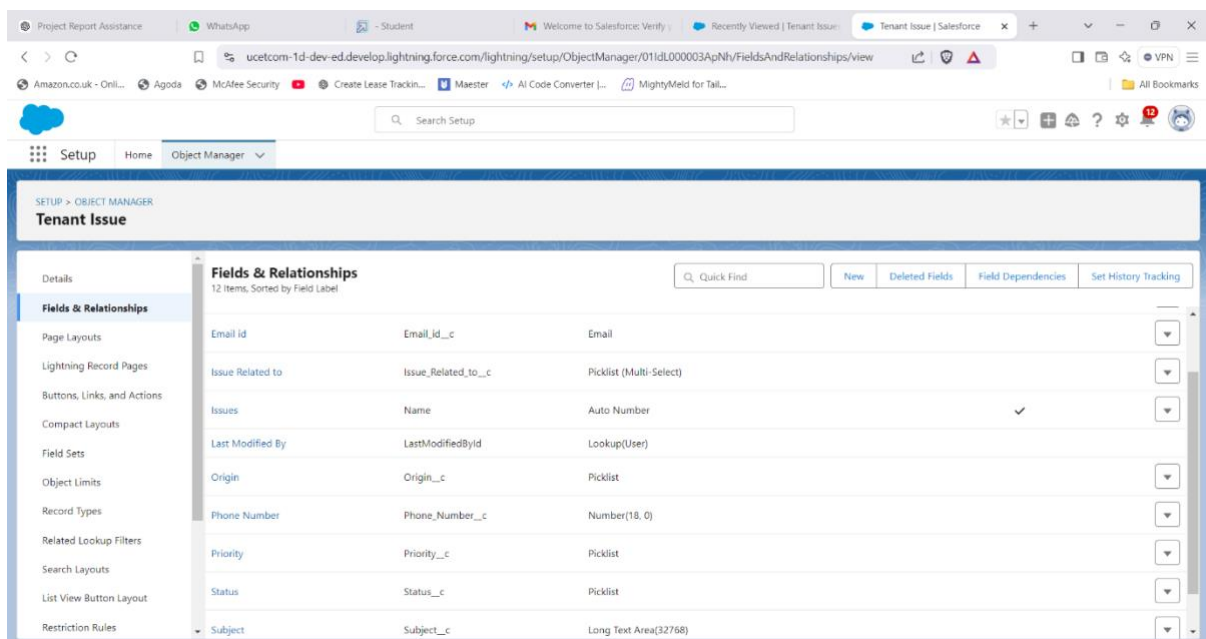 Project Report Assistance WhatsApp - Student Welcome to Salesforce: Verify Recently Viewed | Tenant Issue Tenant Issue | Salesforce
ucetcom-1d-dev-ed.develop.lightning.force.com/lightning/setup/ObjectManager/01IdL000003ApNh/FieldsAndRelationships/view VPN
Amazon.co.uk - Onli... Agoda McAfee Security Create Lease Trackin... Maester AI Code Converter |... MightyMeld for Tail... All Bookmarks
Search Setup 12
Setup Home Object Manager
SETUP > OBJECT MANAGER
Tenant Issue
Details
Fields & Relationships
Page Layouts
Lightning Record Pages
Buttons, Links, and Actions
Compact Layouts
Field Sets
Object Limits
Record Types
Related Lookup Filters
Search Layouts
List View Button Layout
Restriction Rules
Fields & Relationships
12 Items, Sorted by Field Label
Quick Find New Deleted Fields Field Dependencies Set History Tracking
Email id Email_id__c Email
Issue Related to Issue_Related_to__c Picklist (Multi-Select)
Issues Name Auto Number
Last Modified By LastModifiedById Lookup(User)
Origin Origin__c Picklist
Phone Number Phone_Number__c Number(18, 0)
Priority Priority__c Picklist
Status Status__c Picklist
Subject Subject__c Long Text Area(32768)